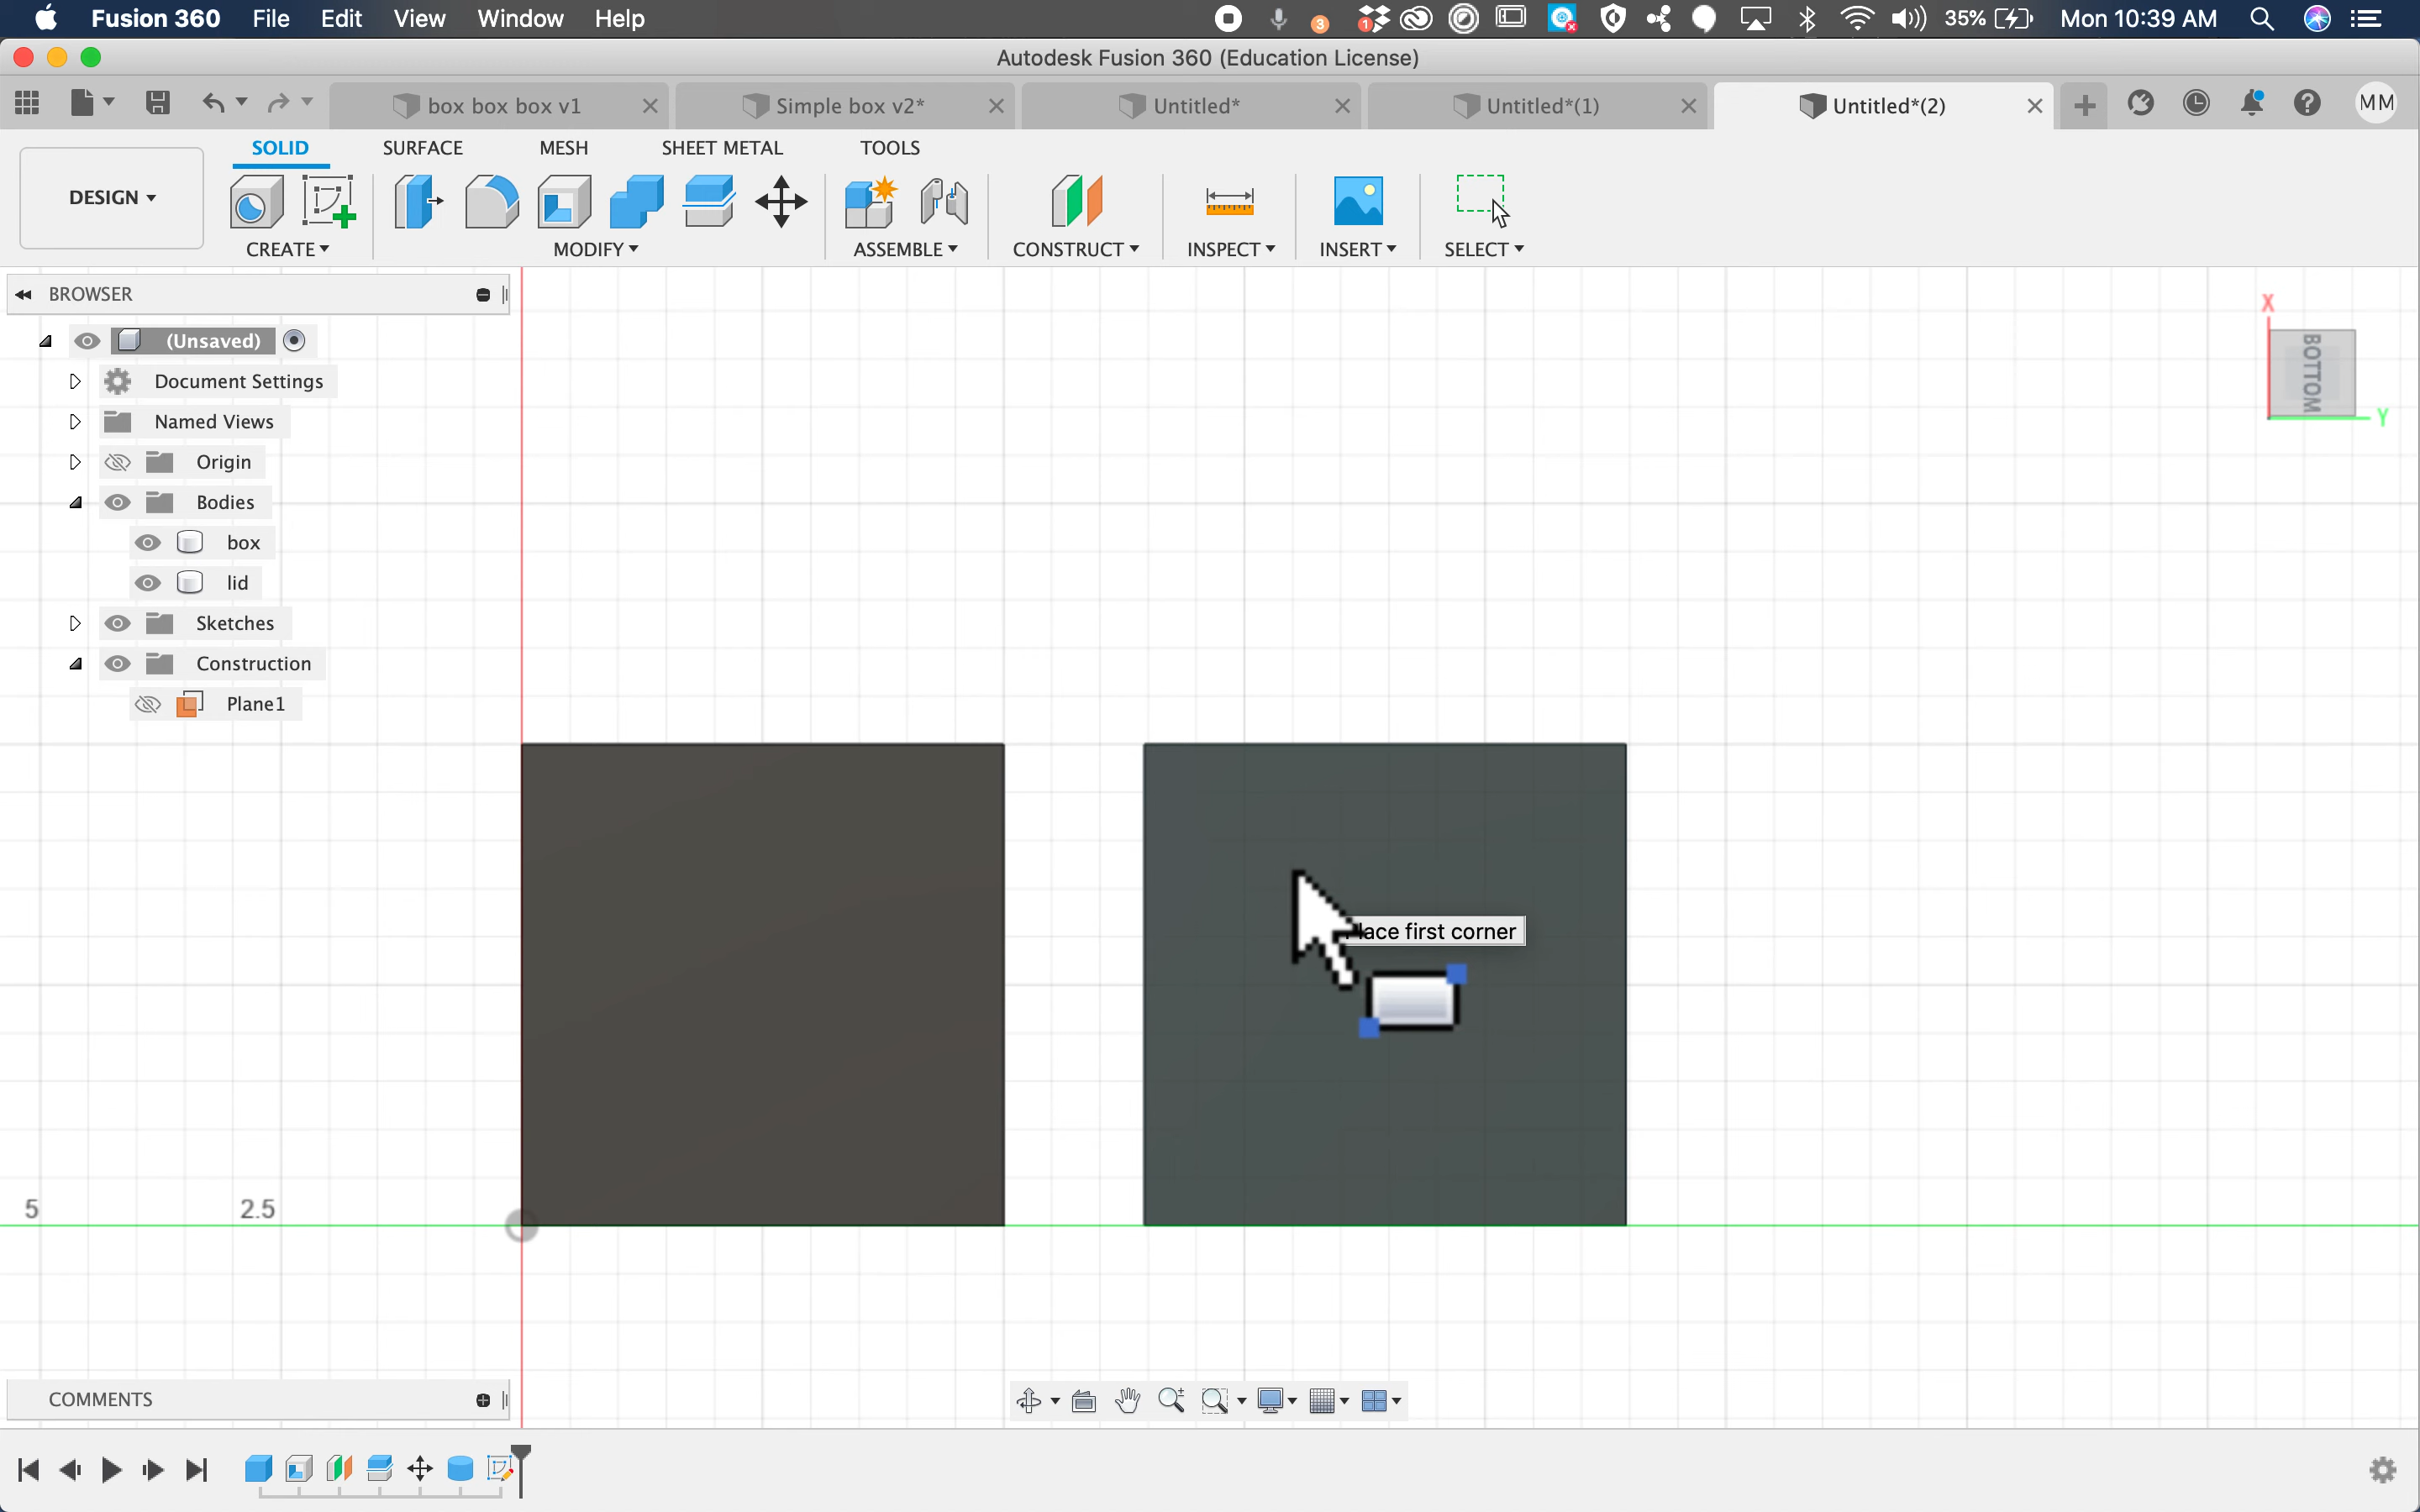 Fusion 360 File Edit View Window Help 3 1 35% Mon 10:39 AM
Autodesk Fusion 360 (Education License)
box box box v1 Simple box v2* Untitled* Untitled*(1) Untitled*(2) MM
SOLID SURFACE MESH SHEET METAL TOOLS
DESIGN
CREATE MODIFY ASSEMBLE CONSTRUCT INSPECT INSERT SELECT
BROWSER
(Unsaved)
Document Settings
Named Views
Origin
Bodies
box
lid
Sketches
Construction
Plane1
X
BOTTOM
Y
lace first corner
5 2.5
COMMENTS